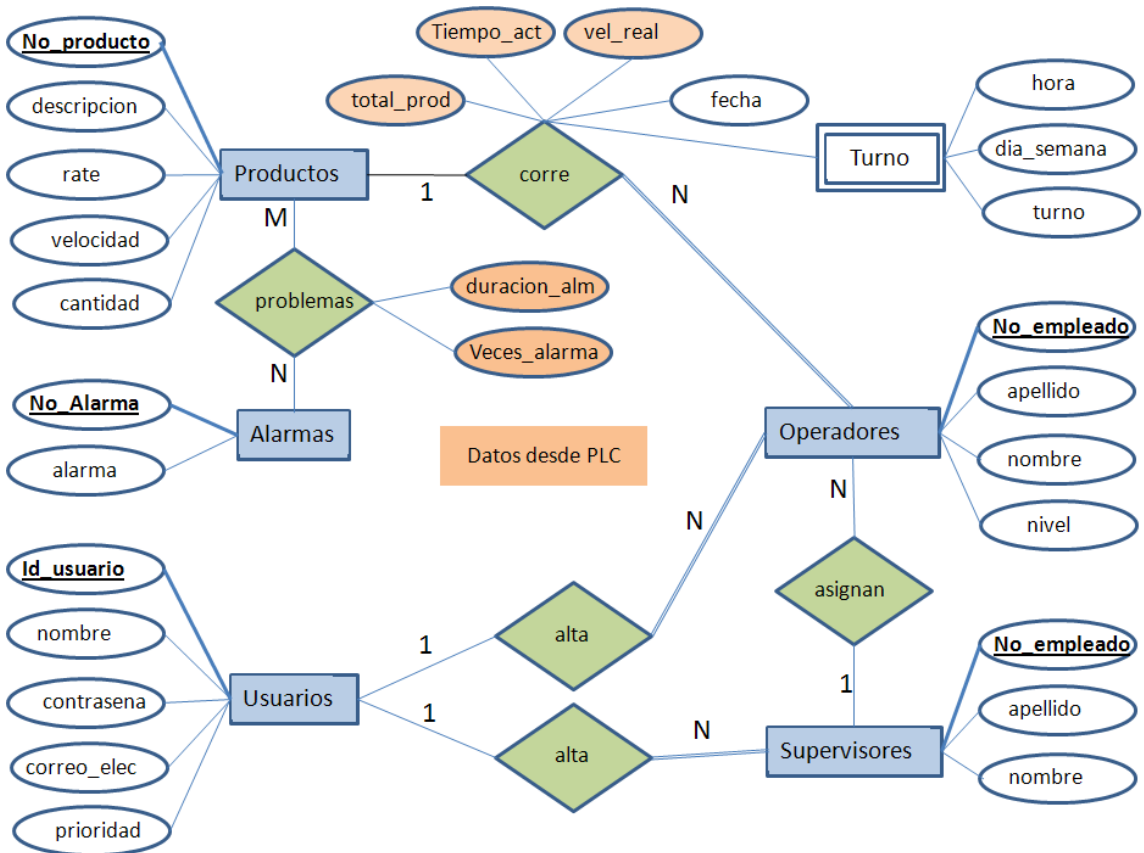 No_producto
descripcion
rate
velocidad
cantidad
Productos
1
corre
N
Tiempo_act
vel_real
total_prod
fecha
Turno
hora
dia_semana
turno
M
problemas
duracion_alm
Veces_alarma
N
No_Alarma
alarma
Alarmas
Datos desde PLC
Operadores
No_empleado
apellido
nombre
nivel
N
N
asignan
1
Id_usuario
nombre
contrasena
correo_elec
prioridad
Usuarios
1
alta
1
alta
N
Supervisores
No_empleado
apellido
nombre